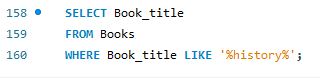 158 SELECT Book_title
159 FROM Books
160 WHERE Book_title LIKE '%history%';